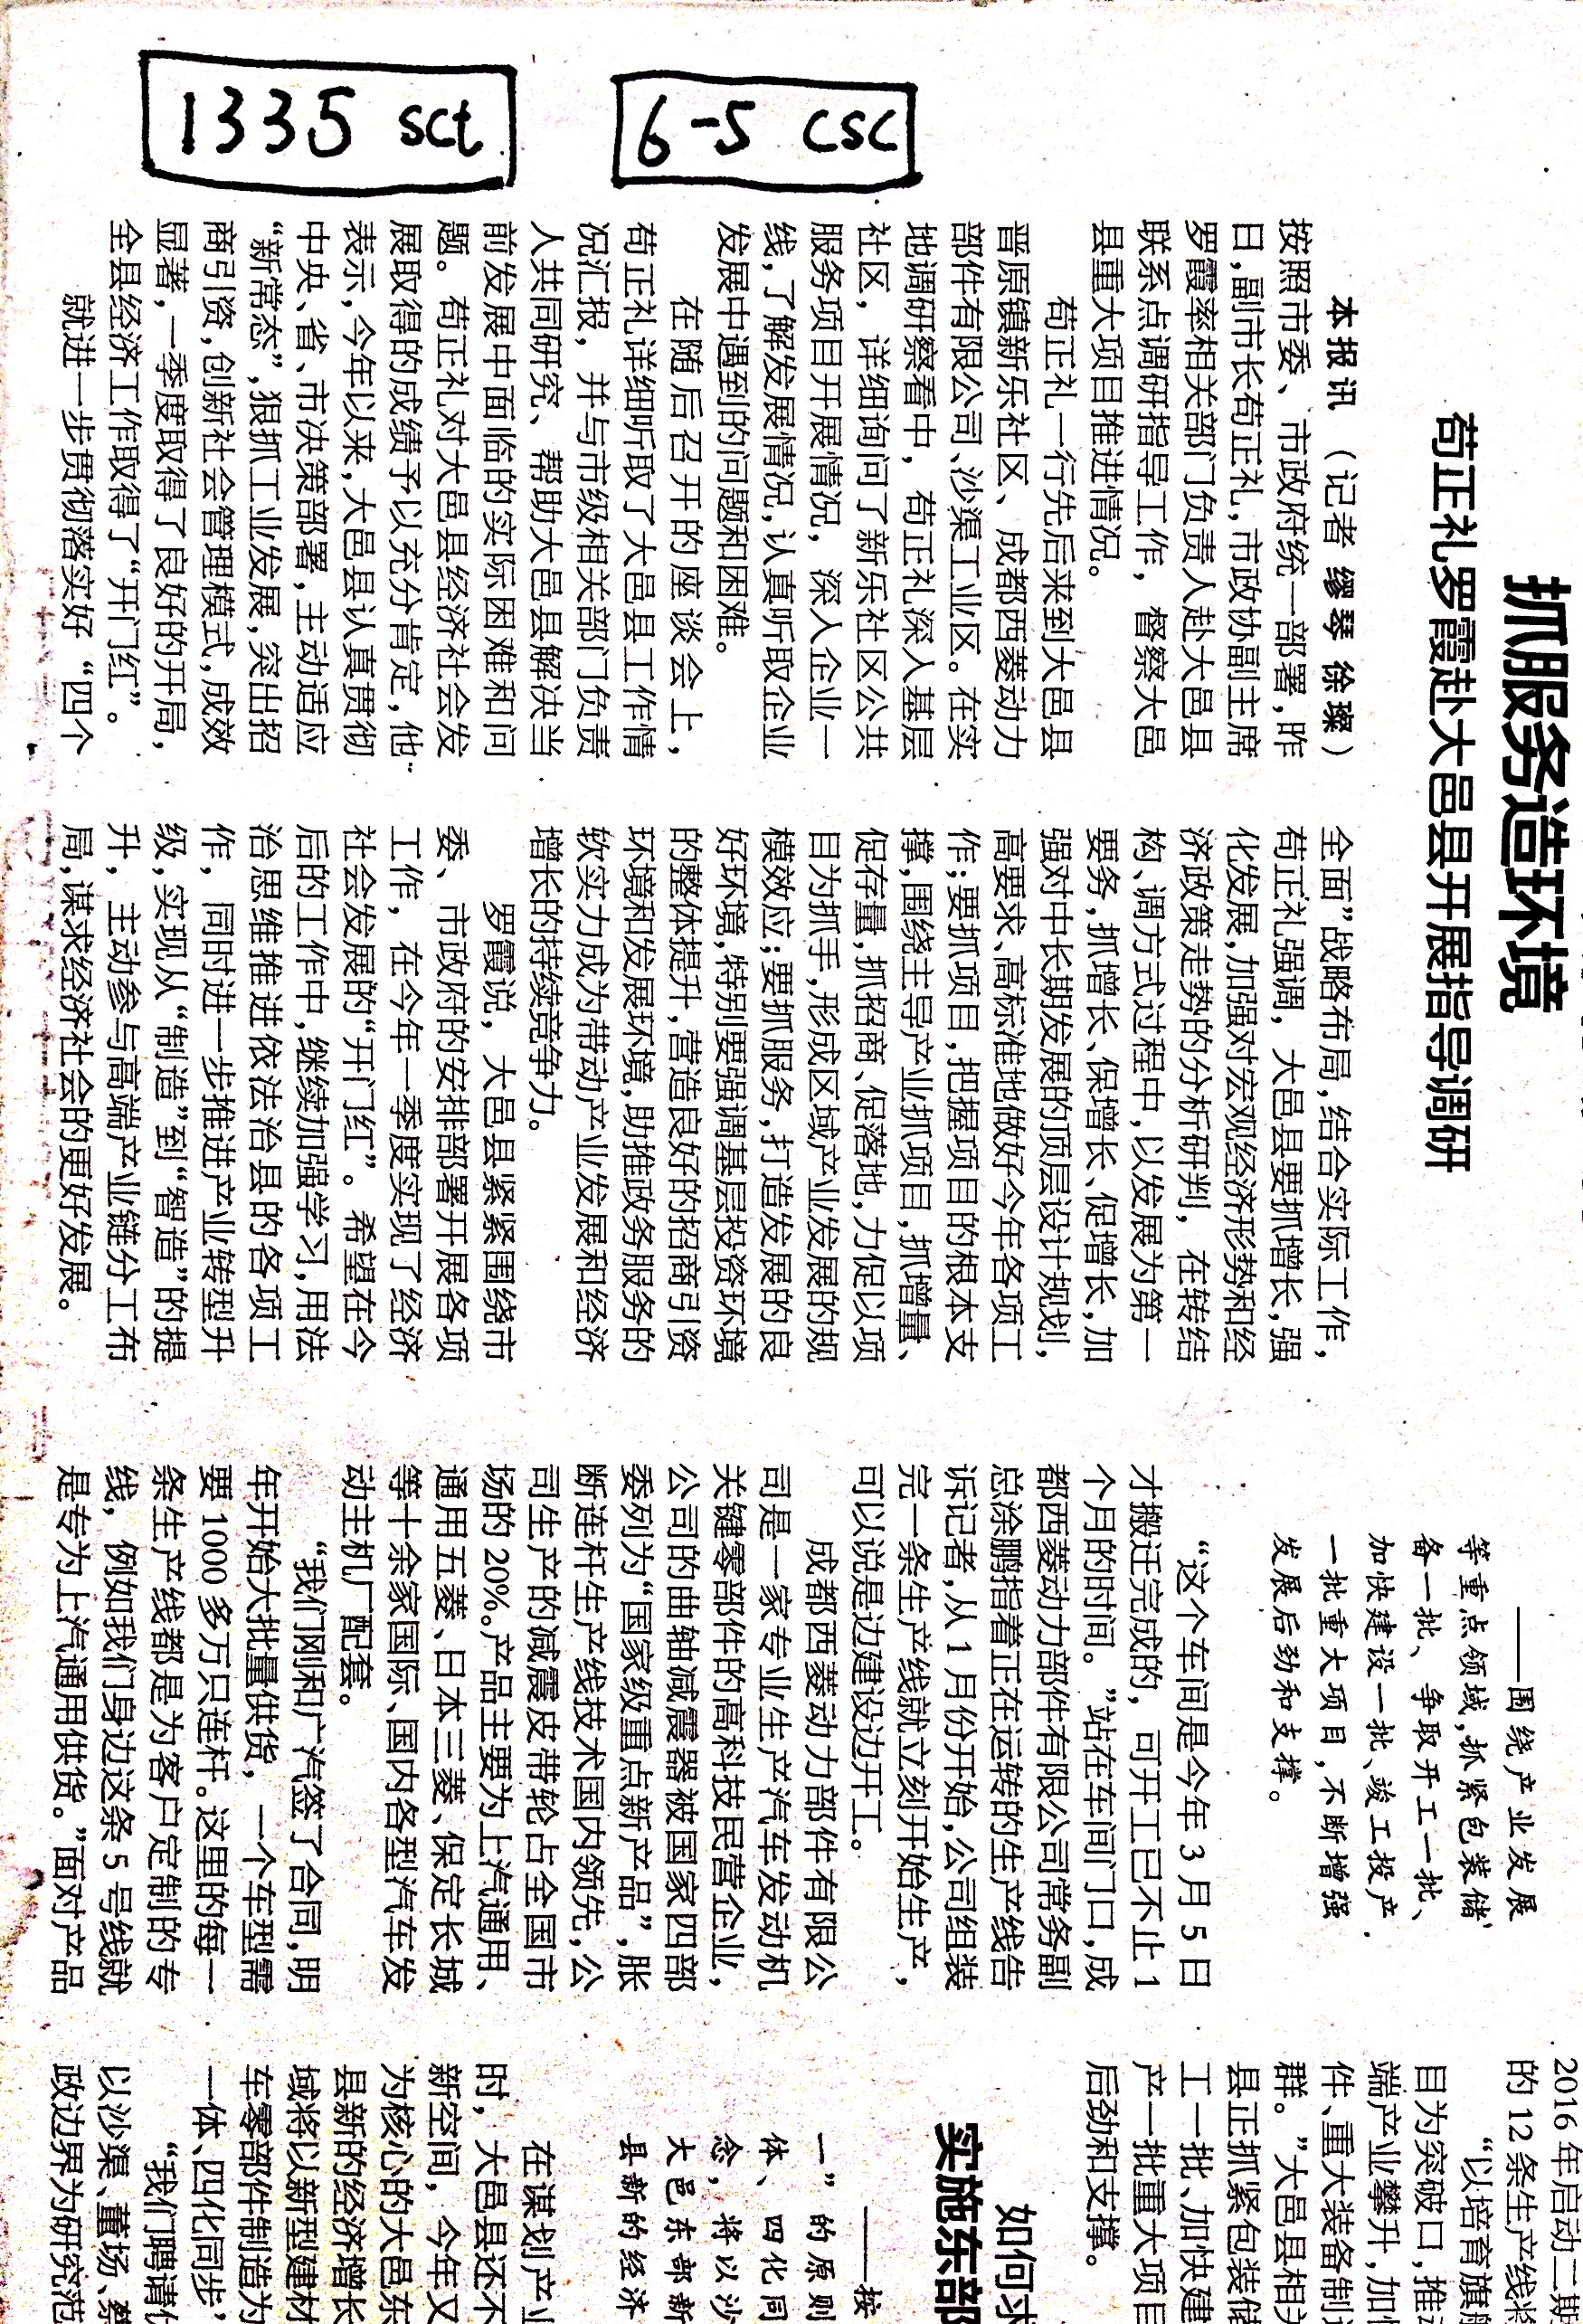 1335 sct
6-5 csc
抓服务造环境
苟正礼罗霞赴大邑县开展指导调研
本报讯（记者 缪琴 徐璨）
按照市委、市政府统一部署，昨
日，副市长苟正礼，市政协副主席
罗霞率相关部门负责人赴大邑县
联系点调研指导工作，督察大邑
县重大项目推进情况。
苟正礼一行先后来到大邑县
晋原镇新乐社区、成都西菱动力
部件有限公司、沙渠工业区。在实
地调研察看中，苟正礼深入基层
社区，详细询问了新乐社区公共
服务项目开展情况，深入企业一
线，了解发展情况，认真听取企业
发展中遇到的问题和困难。
在随后召开的座谈会上，
苟正礼详细听取了大邑县工作情
况汇报，并与市级相关部门负责
人共同研究、帮助大邑县解决当
前发展中面临的实际困难和问
题。苟正礼对大邑县经济社会发
展取得的成绩予以充分肯定，他
表示，今年以来，大邑县认真贯彻
中央、省、市决策部署，主动适应
“新常态”，狠抓工业发展，突出招
商引资，创新社会管理模式，成效
显著，一季度取得了良好的开局，
全县经济工作取得了“开门红”。
就进一步贯彻落实好“四个
全面”战略布局，结合实际工作，
苟正礼强调，大邑县要抓增长，强
化发展，加强对宏观经济形势和经
济政策走势的分析研判，在转结
构、调方式过程中，以发展为第一
要务，抓增长、保增长、促增长，加
强对中长期发展的顶层设计规划，
高要求、高标准地做好今年各项工
作；要抓项目，把握项目的根本支
撑，围绕主导产业抓项目，抓增量、
促存量，抓招商、促落地，力促以项
目为抓手，形成区域产业发展的规
模效应；要抓服务，打造发展的良
好环境，特别要强调基层投资环境
的整体提升，营造良好的招商引资
环境和发展环境，助推政务服务的
软实力成为带动产业发展和经济
增长的持续竞争力。
罗霞说，大邑县紧紧围绕市
委、市政府的安排部署开展各项
工作，在今年一季度实现了经济
社会发展的“开门红”。希望在今
后的工作中，继续加强学习，用法
治思维推进依法治县的各项工
作，同时进一步推进产业转型升
级，实现从“制造”到“智造”的提
升，主动参与高端产业链分工布
局，谋求经济社会的更好发展。
——围绕产业发展
等重点领域，抓紧包装储
备一批、争取开工一批、
加快建设一批、竣工投产
一批重大项目，不断增强
发展后劲和支撑。
“这个车间是今年 3 月 5 日
才搬迁完成的，可开工已不止 1
个月的时间。”站在车间门口，成
都西菱动力部件有限公司常务副
总涂鹏指着正在运转的生产线告
诉记者，从 1 月份开始，公司组装
完一条生产线就立刻开始生产，
可以说是边建设边开工。
成都西菱动力部件有限公
司是一家专业生产汽车发动机
关键零部件的高科技民营企业，
公司的曲轴减震器被国家四部
委列为“国家级重点新产品”，胀
断连杆生产线技术国内领先，公
司生产的减震皮带轮占全国市
场的 20%。产品主要为上汽通用、
通用五菱、日本三菱、保定长城
等十余家国际、国内各型汽车发
动主机厂配套。
“我们刚和广汽签了合同，明
年开始大批量供货，一个车型需
要 1000 多万只连杆。这里的每一
条生产线都是为客户定制的专
线，例如我们身边这条 5 号线就
是专为上汽通用供货。”面对产品
2016 年启动二期
的 12 条生产线将
“以培育旗舰
目为突破口，推动
端产业攀升，加快
件、重大装备制造
群。”大邑县相关
县正抓紧包装储
工一批、加快建
产一批重大项目
后劲和支撑。
如何求
实施东部
——按
一”的原则
体、四化同
念，将以沙
大邑东部新
县新的经济
在谋划产业
时，大邑县还不
新空间，今年又
为核心的大邑东
县新的经济增长
域将以新型建材
车零部件制造为
一体、四化同步”
“我们聘请
以沙渠、董场、蔡
政边界为研究范